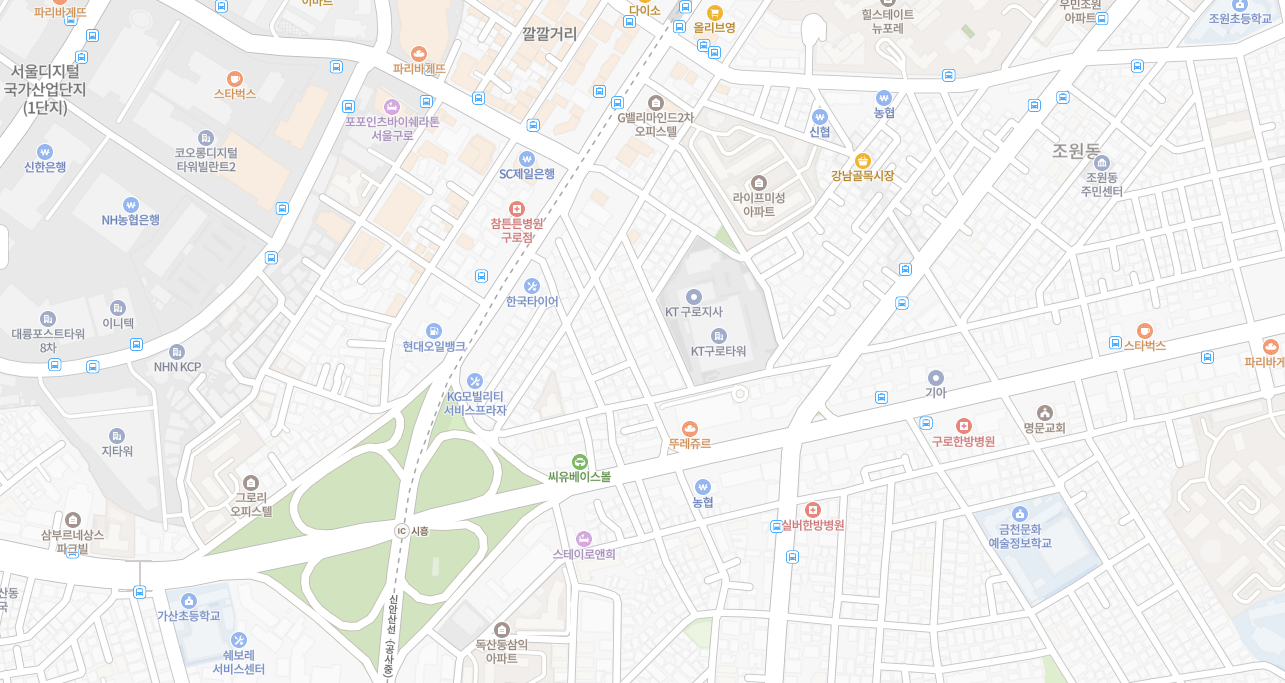 파리바게뜨
다이소
올리브영
힐스테이트
뉴포레
우민조원
아파트
조원초등학교
깔깔거리
서울디지털
국가산업단지
(1단지)
스타벅스
파리바게뜨
포포인츠바이쉐라톤
서울구로
G밸리마인드2차
오피스텔
신협
농협
신한은행
코오롱디지털
타워빌란트2
SC제일은행
강남골목시장
조원동
조원동
주민센터
NH농협은행
참튼튼병원
구로점
라이프미성
아파트
한국타이어
KT 구로지사
이니텍
대륭포스트타워
8차
NHN KCP
현대오일뱅크
KT구로타워
스타벅스
파리바게
KG모빌리티
서비스프라자
기아
뚜레쥬르
구로한방병원
명문교회
지타워
씨유베이스볼
그로리
오피스텔
농협
삼부르네상스
파크빌
IC 시흥
실버한방병원
금천문화
예술정보학교
스테이로앤희
가산초등학교
신안산선 (공사중)
쉐보레
서비스센터
독산동삼익
아파트